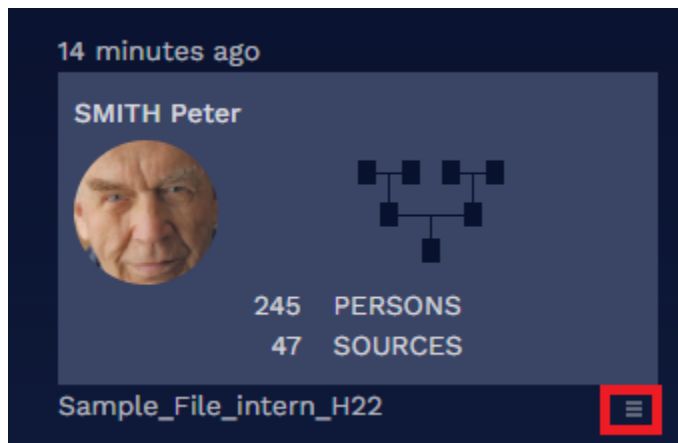 14 minutes ago
SMITH Peter
245 PERSONS
47 SOURCES
Sample_File_intern_H22